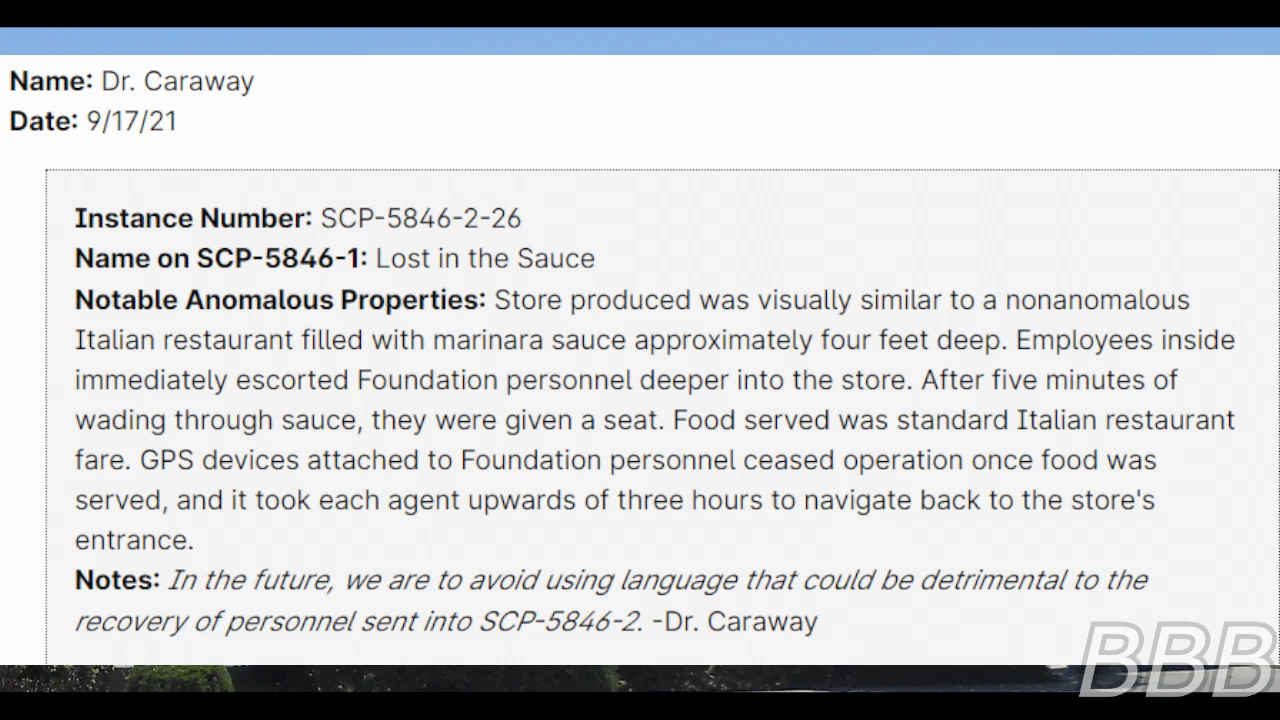 Name: Dr. Caraway
Date: 9/17/21
Instance Number: SCP-5846-2-26
Name on SCP-5846-1: Lost in the Sauce
Notable Anomalous Properties: Store produced was visually similar to a nonanomalous
Italian restaurant filled with marinara sauce approximately four feet deep. Employees inside
immediately escorted Foundation personnel deeper into the store. After five minutes of
wading through sauce, they were given a seat. Food served was standard Italian restaurant
fare. GPS devices attached to Foundation personnel ceased operation once food was
served, and it took each agent upwards of three hours to navigate back to the store's
entrance.
Notes: In the future, we are to avoid using language that could be detrimental to the
recovery of personnel sent into SCP-5846-2. -Dr. Caraway
BBB